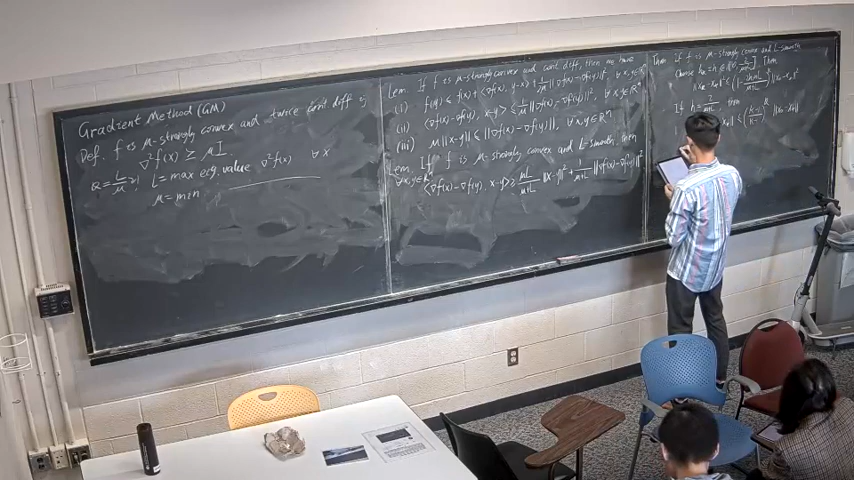 Gradient Method (GM)
Def. f is μ-strongly convex and twice cont diff if
∇²f(x) ≥ μI
Q = L/μ ≥ 1 L = max eig. value ∇²f(x) ∀x
μ = min
Lem. If f is μ-strongly convex and cont. diff, then we have
(i) f(y) ≤ f(x) + <∇f(x), y-x> + 1/2μ ||∇f(x) - ∇f(y)||², ∀x,y∈Rⁿ
(ii) <∇f(x)-∇f(y), x-y> ≤ 1/μ ||∇f(x)-∇f(y)||², ∀x,y∈Rⁿ
(iii) μ||x-y|| ≤ ||∇f(x)-∇f(y)||, ∀x,y∈Rⁿ
Lem. If f is μ-strongly convex and L-smooth, then
∀x,y∈Rⁿ <∇f(x)-∇f(y), x-y> ≥ μL/μ+L ||x-y||² + 1/μ+L ||∇f(x)-∇f(y)||²
Thm If f is μ-strongly convex and L-smooth
Choose Then
If h = 2/μ+L, then